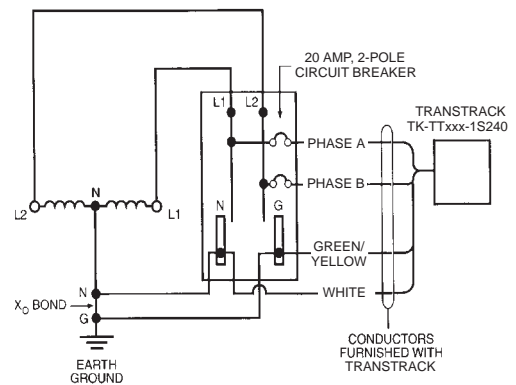 20 AMP, 2-POLE
CIRCUIT BREAKER
L1
L2
TRANSTRACK
TK-TTxxx-1S240
PHASE A
PHASE B
N
L2
L1
N
G
GREEN/
YELLOW
WHITE
N
XO BOND
G
EARTH
GROUND
CONDUCTORS
FURNISHED WITH
TRANSTRACK